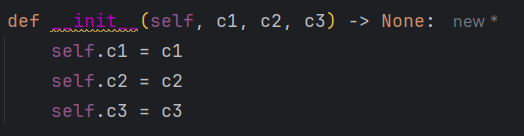 def __init__(self, c1, c2, c3) -> None: new *
self.c1 = c1
self.c2 = c2
self.c3 = c3